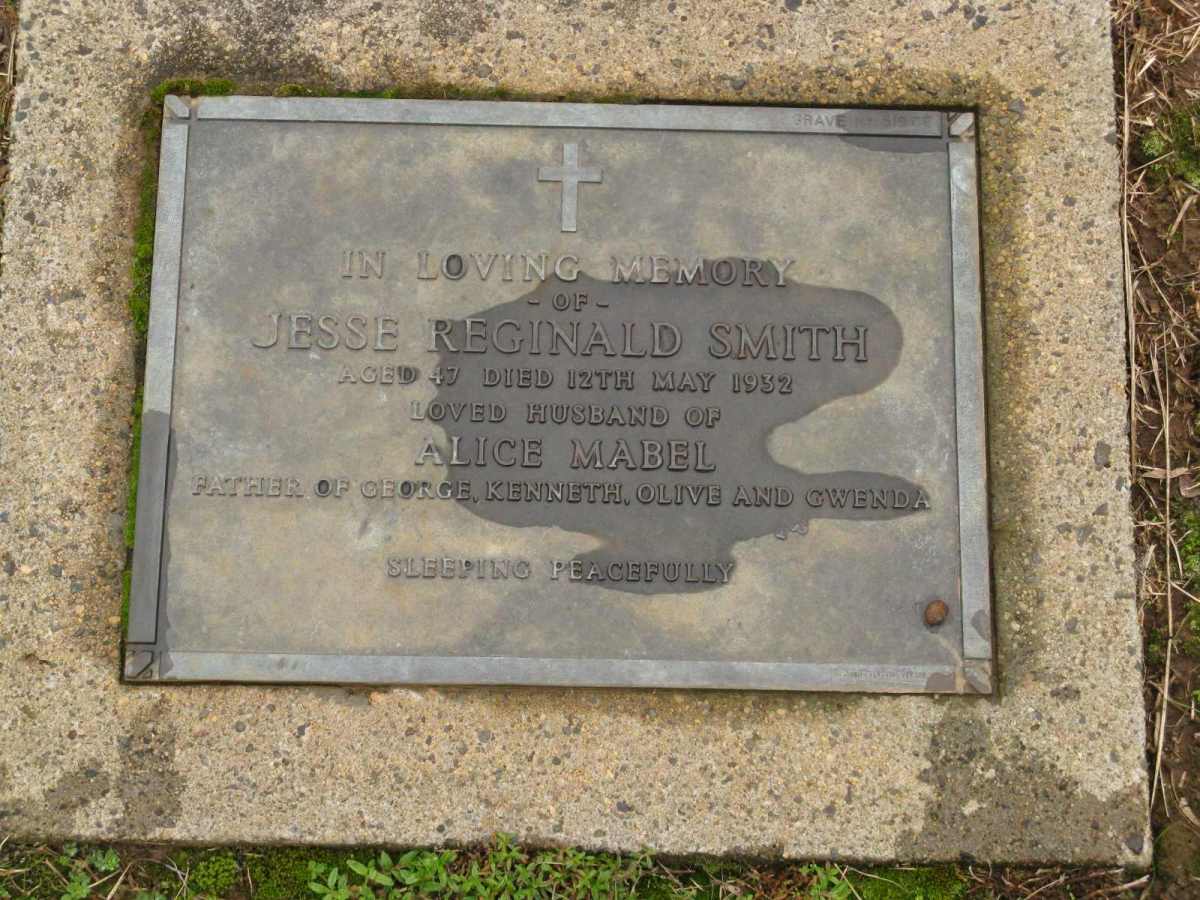 GRAVE
IN LOVING MEMORY
- OF -
JESSE REGINALD SMITH
AGED 47 DIED 12TH MAY 1932
LOVED HUSBAND OF
ALICE MABEL
FATHER OF GEORGE, KENNETH, OLIVE AND GWENDA
SLEEPING PEACEFULLY